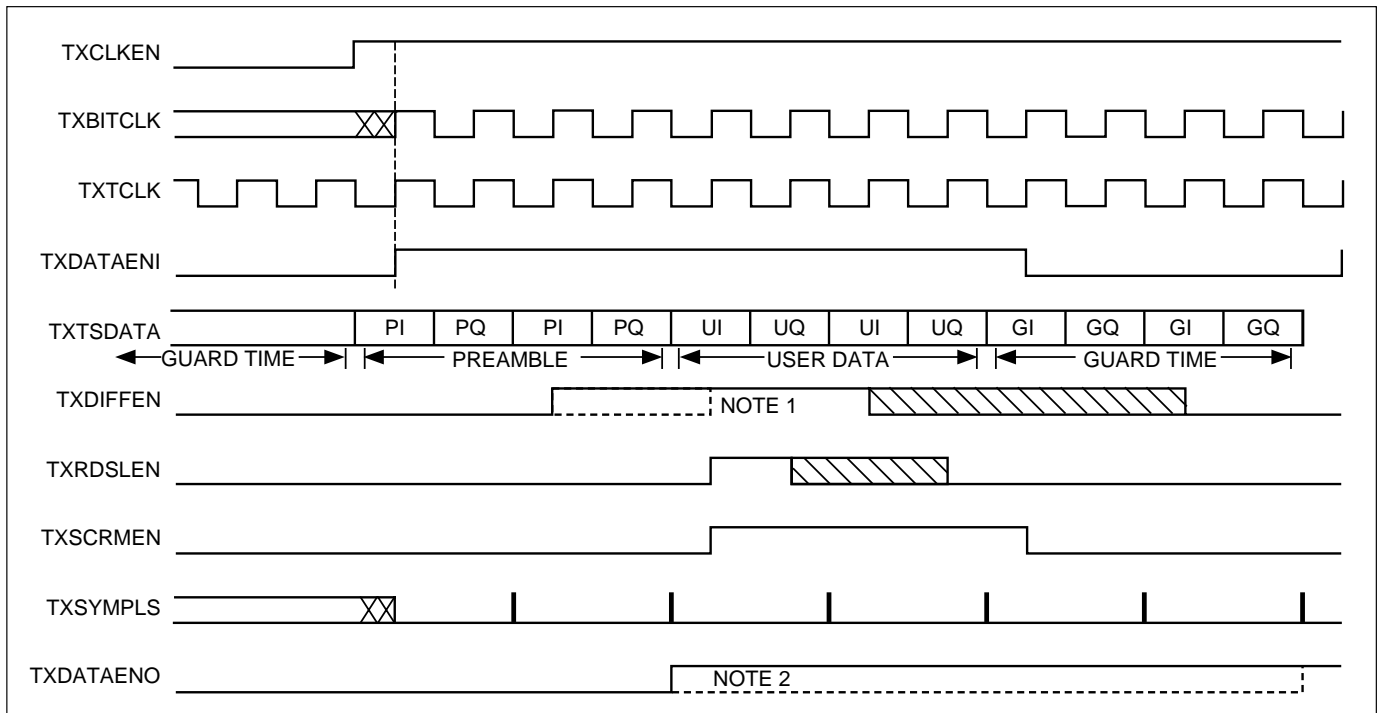 TXCLKEN
TXBITCLK
TXTCLK
TXDATAENI
TXTSDATA PI PQ PI PQ UI UQ UI UQ GI GQ GI GQ
GUARD TIME PREAMBLE USER DATA GUARD TIME
TXDIFFEN NOTE 1
TXRDSLEN
TXSCRMEN
TXSYMPLS
TXDATAENO NOTE 2